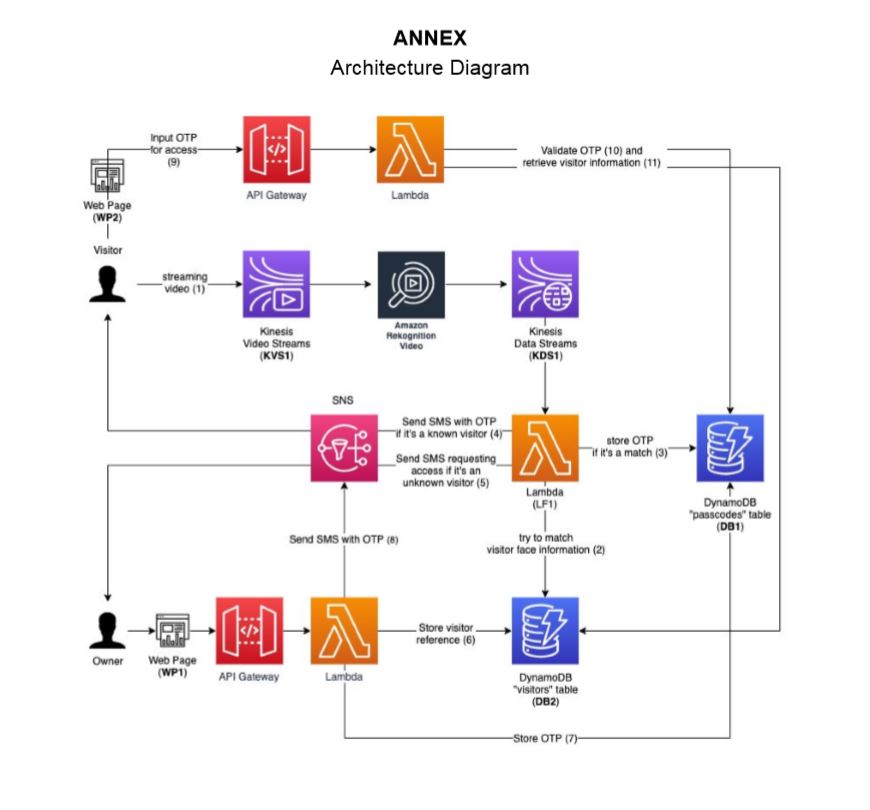 ANNEX
Architecture Diagram
Input OTP
for access
(9)
Validate OTP (10) and
retrieve visitor information (11)
API Gateway
Lambda
Web Page
(WP2)
Visitor
streaming
video (1)
Kinesis
Video Streams
(KVS1)
Amazon
Rekognition
Video
Kinesis
Data Streams
(KDS1)
SNS
Send SMS with OTP
if it's a known visitor (4)
Send SMS requesting
access if it's an
unknown visitor (5)
store OTP
if it's a match (3)
Lambda
(LF1)
DynamoDB
"passcodes" table
(DB1)
Send SMS with OTP (8)
try to match
visitor face information (2)
Store visitor
reference (6)
Owner
Web Page
(WP1)
API Gateway
Lambda
DynamoDB
"visitors" table
(DB2)
Store OTP (7)